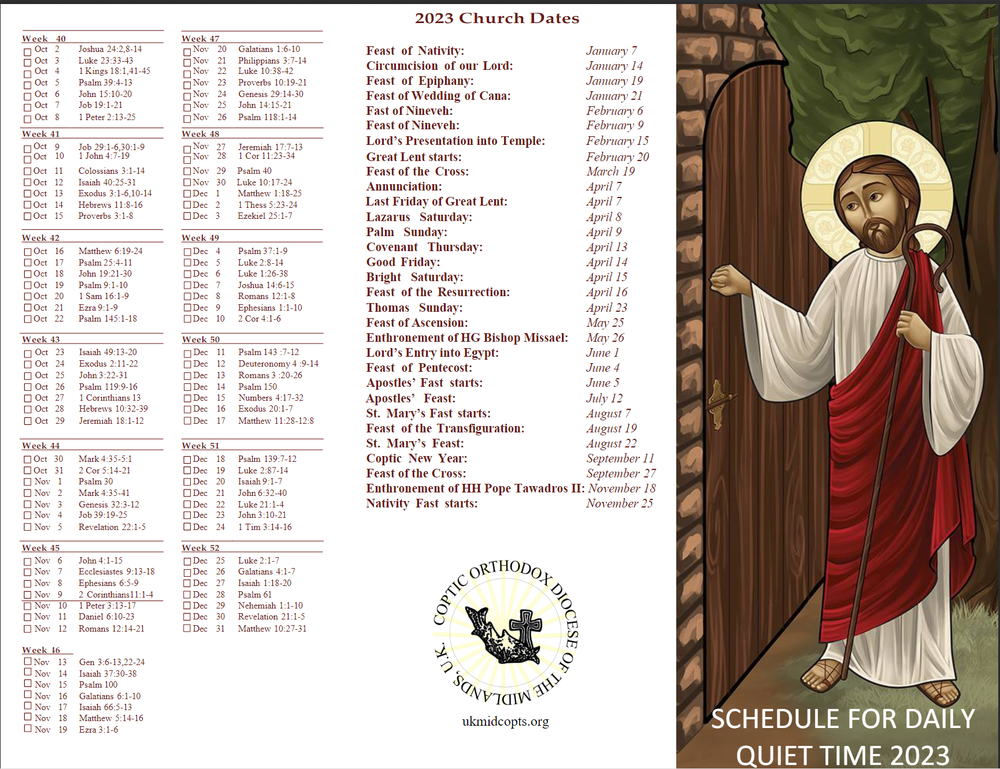 Week 40
Oct 2 Joshua 24:2,8-14
Oct 3 Luke 23:33-43
Oct 4 1 Kings 18:1,41-45
Oct 5 Psalm 39:4-13
Oct 6 John 15:10-20
Oct 7 Job 19:1-21
Oct 8 1 Peter 2:13-25
Week 41
Oct 9 Job 29:1-6,30:1-9
Oct 10 1 John 4:7-19
Oct 11 Colossians 3:1-14
Oct 12 Isaiah 40:25-31
Oct 13 Exodus 3:1-6,10-14
Oct 14 Hebrews 11:8-16
Oct 15 Proverbs 3:1-8
Week 42
Oct 16 Matthew 6:19-24
Oct 17 Psalm 25:4-11
Oct 18 John 19:21-30
Oct 19 Psalm 9:1-10
Oct 20 1 Sam 16:1-9
Oct 21 Ezra 9:1-9
Oct 22 Psalm 145:1-18
Week 43
Oct 23 Isaiah 49:13-20
Oct 24 Exodus 2:11-22
Oct 25 John 3:22-31
Oct 26 Psalm 119:9-16
Oct 27 1 Corinthians 13
Oct 28 Hebrews 10:32-39
Oct 29 Jeremiah 18:1-12
Week 44
Oct 30 Mark 4:35-5:1
Oct 31 2 Cor 5:14-21
Nov 1 Psalm 30
Nov 2 Mark 4:35-41
Nov 3 Genesis 32:3-12
Nov 4 Job 39:19-25
Nov 5 Revelation 22:1-5
Week 45
Nov 6 John 4:1-15
Nov 7 Ecclesiastes 9:13-18
Nov 8 Ephesians 6:5-9
Nov 9 2 Corinthians11:1-4
Nov 10 1 Peter 3:13-17
Nov 11 Daniel 6:10-23
Nov 12 Romans 12:14-21
Week 46
Nov 13 Gen 3:6-13,22-24
Nov 14 Isaiah 37:30-38
Nov 15 Psalm 100
Nov 16 Galatians 6:1-10
Nov 17 Isaiah 66:5-13
Nov 18 Matthew 5:14-16
Nov 19 Ezra 3:1-6
Week 47
Nov 20 Galatians 1:6-10
Nov 21 Philippians 3:7-14
Nov 22 Luke 10:38-42
Nov 23 Proverbs 10:19-21
Nov 24 Genesis 29:14-30
Nov 25 John 14:15-21
Nov 26 Psalm 118:1-14
Week 48
Nov 27 Jeremiah 17:7-13
Nov 28 1 Cor 11:23-34
Nov 29 Psalm 40
Nov 30 Luke 10:17-24
Dec 1 Matthew 1:18-25
Dec 2 1 Thess 5:23-24
Dec 3 Ezekiel 25:1-7
Week 49
Dec 4 Psalm 37:1-9
Dec 5 Luke 2:8-14
Dec 6 Luke 1:26-38
Dec 7 Joshua 14:6-15
Dec 8 Romans 12:1-8
Dec 9 Ephesians 1:1-10
Dec 10 2 Cor 4:1-6
Week 50
Dec 11 Psalm 143 :7-12
Dec 12 Deuteronomy 4 :9-14
Dec 13 Romans 3 :20-26
Dec 14 Psalm 150
Dec 15 Numbers 4:17-32
Dec 16 Exodus 20:1-7
Dec 17 Matthew 11:28-12:8
Week 51
Dec 18 Psalm 139:7-12
Dec 19 Luke 2:87-14
Dec 20 Isaiah 9:1-7
Dec 21 John 6:32-40
Dec 22 Luke 21:1-4
Dec 23 John 3:10-21
Dec 24 1 Tim 3:14-16
Week 52
Dec 25 Luke 2:1-7
Dec 26 Galatians 4:1-7
Dec 27 Isaiah 1:18-20
Dec 28 Psalm 61
Dec 29 Nehemiah 1:1-10
Dec 30 Revelation 21:1-5
Dec 31 Matthew 10:27-31
2023 Church Dates
Feast of Nativity: January 7
Circumcision of our Lord: January 14
Feast of Epiphany: January 19
Feast of Wedding of Cana: January 21
Fast of Nineveh: February 6
Feast of Nineveh: February 9
Lord's Presentation into Temple: February 15
Great Lent starts: February 20
Feast of the Cross: March 19
Annunciation: April 7
Last Friday of Great Lent: April 7
Lazarus Saturday: April 8
Palm Sunday: April 9
Covenant Thursday: April 13
Good Friday: April 14
Bright Saturday: April 15
Feast of the Resurrection: April 16
Thomas Sunday: April 23
Feast of Ascension: May 25
Enthronement of HG Bishop Missael: May 26
Lord's Entry into Egypt: June 1
Feast of Pentecost: June 4
Apostles' Fast starts: June 5
Apostles' Feast: July 12
St. Mary's Fast starts: August 7
Feast of the Transfiguration: August 19
St. Mary's Feast: August 22
Coptic New Year: September 11
Feast of the Cross: September 27
Enthronement of HH Pope Tawadros II: November 18
Nativity Fast starts: November 25
COPTIC ORTHODOX DIOCESE OF THE MIDLANDS, U.K.
ukmidcopts.org
SCHEDULE FOR DAILY
QUIET TIME 2023